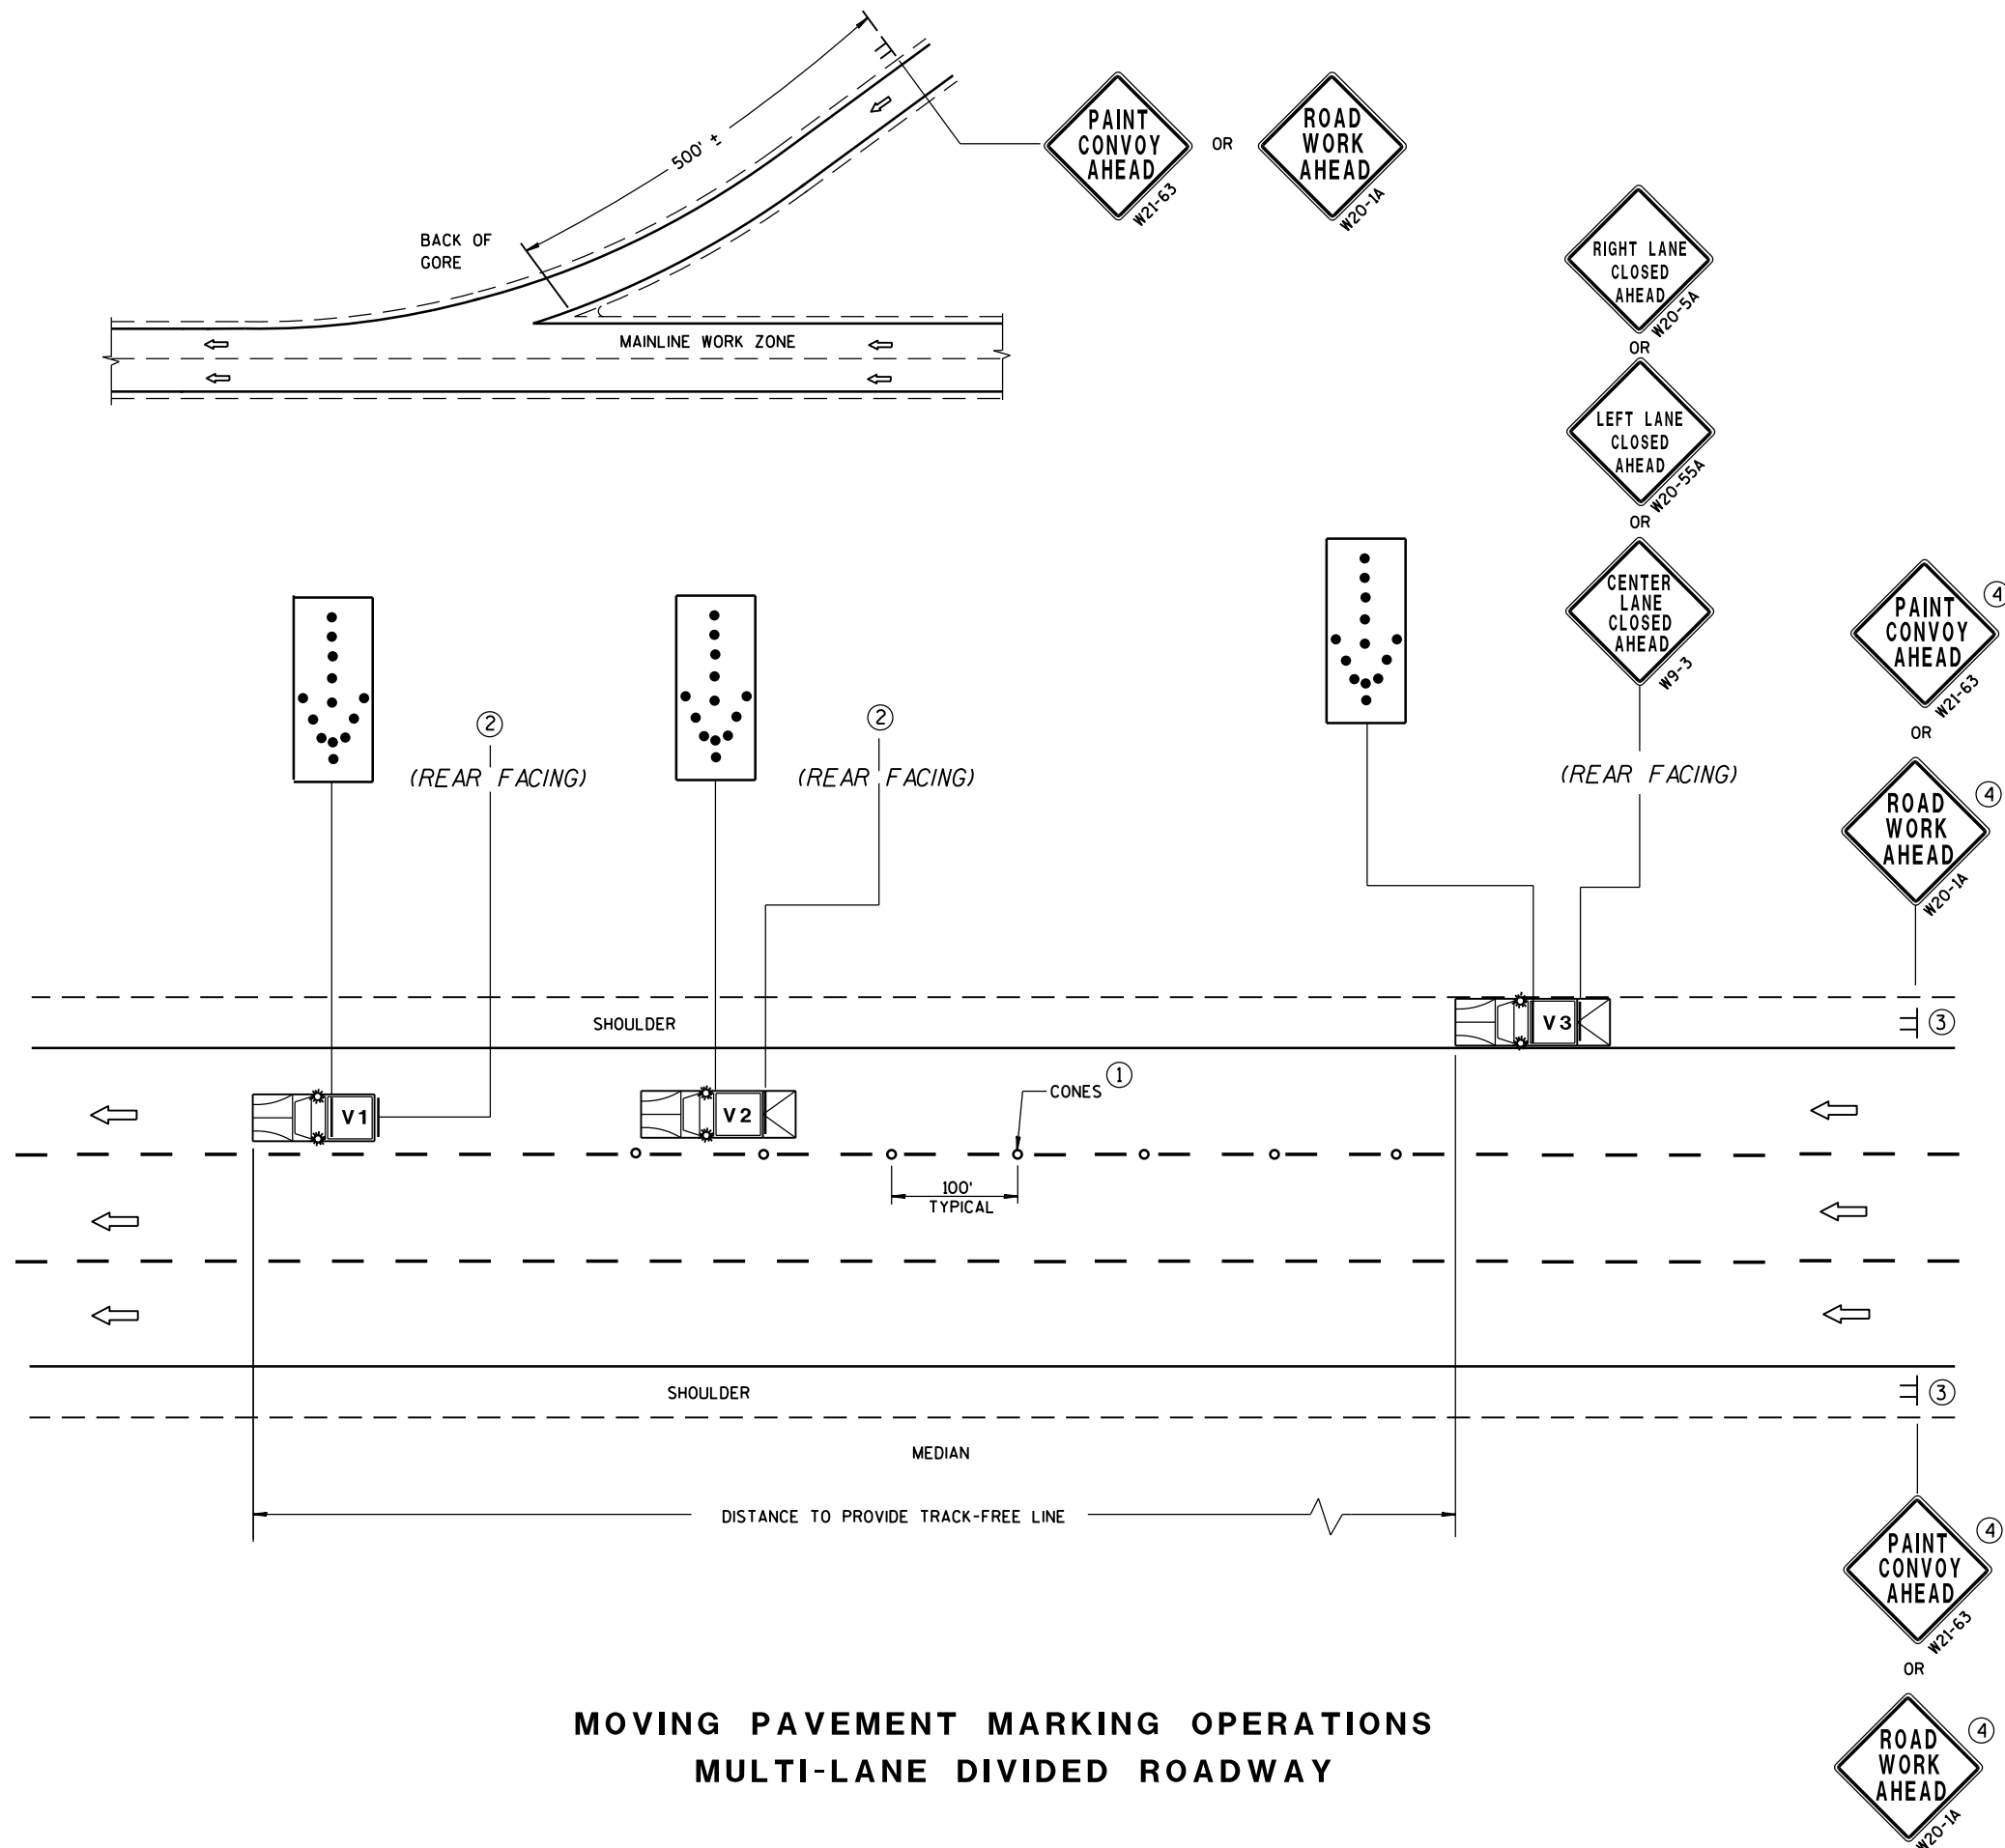 500' ±
PAINT
CONVOY
AHEAD
W21-63
OR
ROAD
WORK
AHEAD
W20-1A
BACK OF
GORE
MAINLINE WORK ZONE
RIGHT LANE
CLOSED
AHEAD
W20-5A
OR
LEFT LANE
CLOSED
AHEAD
W20-55A
OR
CENTER
LANE
CLOSED
AHEAD
W9-3
(REAR FACING)
2
(REAR FACING)
2
(REAR FACING)
PAINT
CONVOY
AHEAD
4
W21-63
OR
ROAD
WORK
AHEAD
4
W20-1A
SHOULDER
V3
3
V1
V2
CONES
1
100'
TYPICAL
SHOULDER
3
MEDIAN
DISTANCE TO PROVIDE TRACK-FREE LINE
PAINT
CONVOY
AHEAD
4
W21-63
OR
ROAD
WORK
AHEAD
4
W20-1A
MOVING PAVEMENT MARKING OPERATIONS
MULTI-LANE DIVIDED ROADWAY